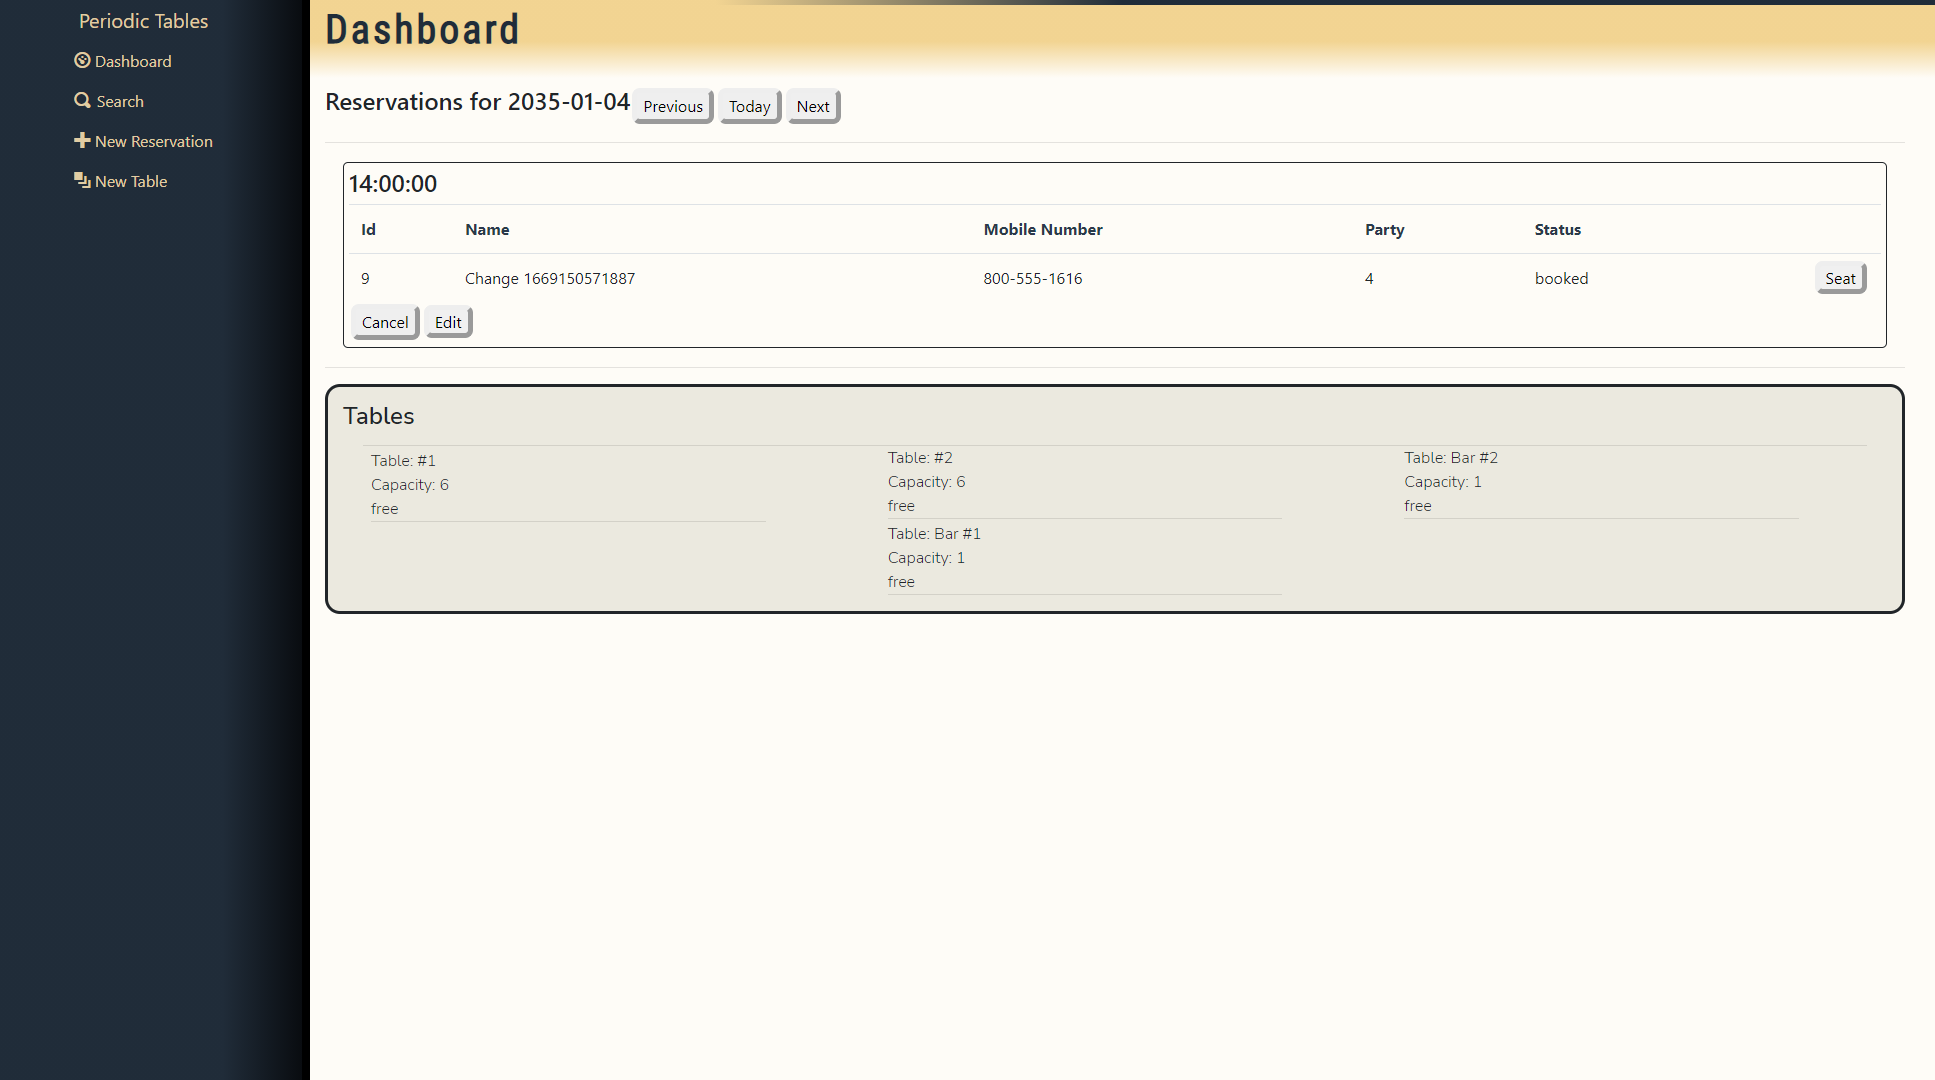 Periodic Tables
Dashboard
Search
New Reservation
New Table
Dashboard
Reservations for 2035-01-04 Previous Today Next
14:00:00
Id Name Mobile Number Party Status
9 Change 1669150571887 800-555-1616 4 booked Seat
Cancel Edit
Tables
Table: #1
Capacity: 6
free
Table: #2
Capacity: 6
free
Table: Bar #1
Capacity: 1
free
Table: Bar #2
Capacity: 1
free